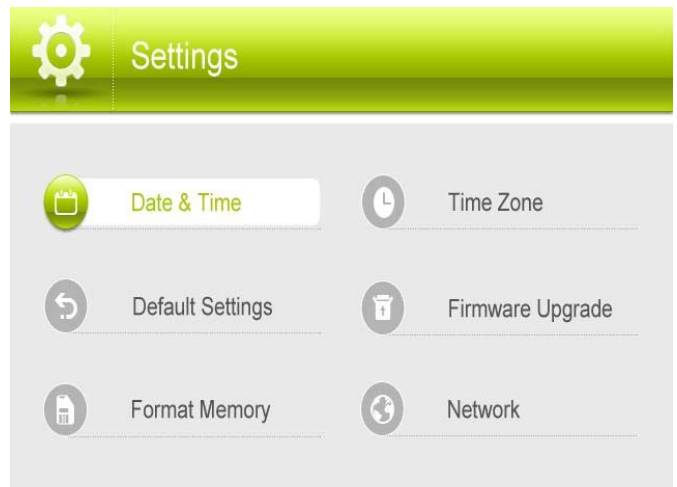 Settings
Date & Time
Time Zone
Default Settings
Firmware Upgrade
Format Memory
Network